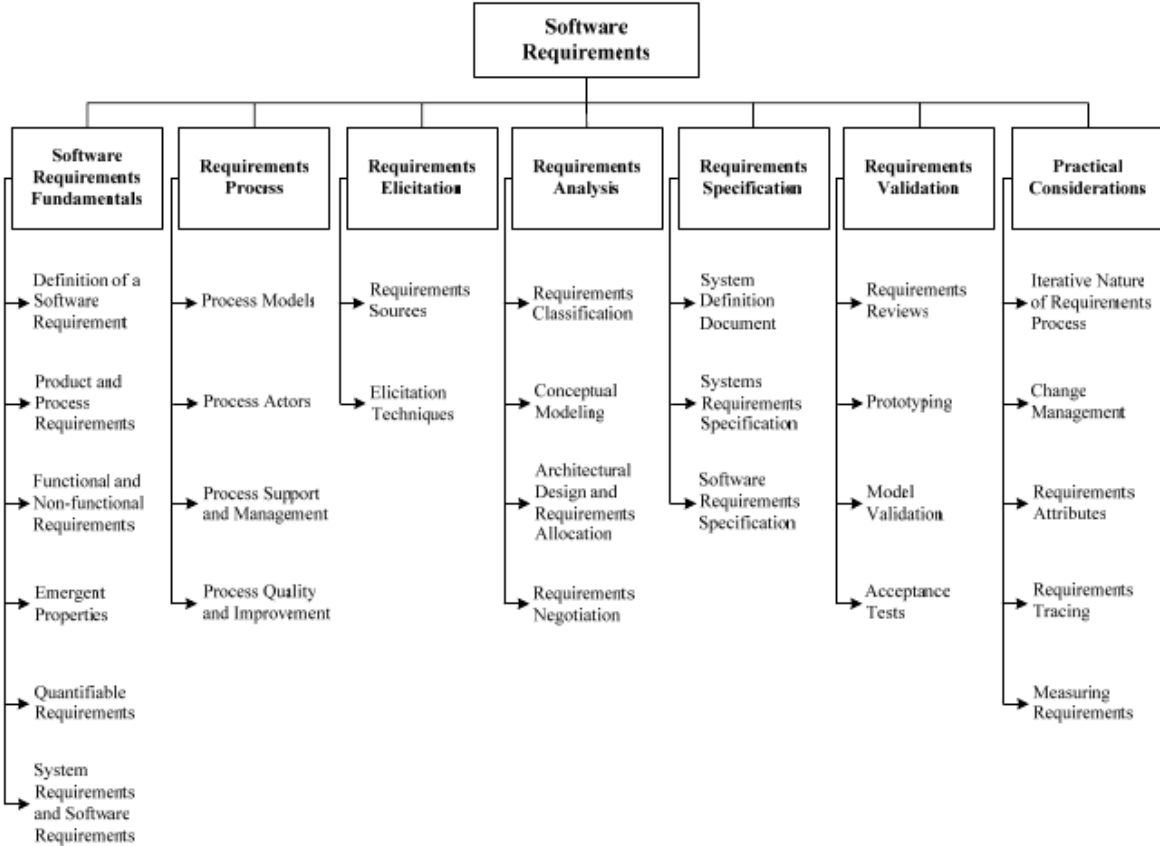 Software
Requirements
Software
Requirements
Fundamentals
Requirements
Process
Requirements
Elicitation
Requirements
Analysis
Requirements
Specification
Requirements
Validation
Practical
Considerations
Definition of a
Software
Requirement
Product and
Process
Requirements
Functional and
Non-functional
Requirements
Emergent
Properties
Quantifiable
Requirements
System
Requirements
and Software
Requirements
Process Models
Process Actors
Process Support
and Management
Process Quality
and Improvement
Requirements
Sources
Elicitation
Techniques
Requirements
Classification
Conceptual
Modeling
Architectural
Design and
Requirements
Allocation
Requirements
Negotiation
System
Definition
Document
Systems
Requirements
Specification
Software
Requirements
Specification
Requirements
Reviews
Prototyping
Model
Validation
Acceptance
Tests
Iterative Nature
of Requirements
Process
Change
Management
Requirements
Attributes
Requirements
Tracing
Measuring
Requirements